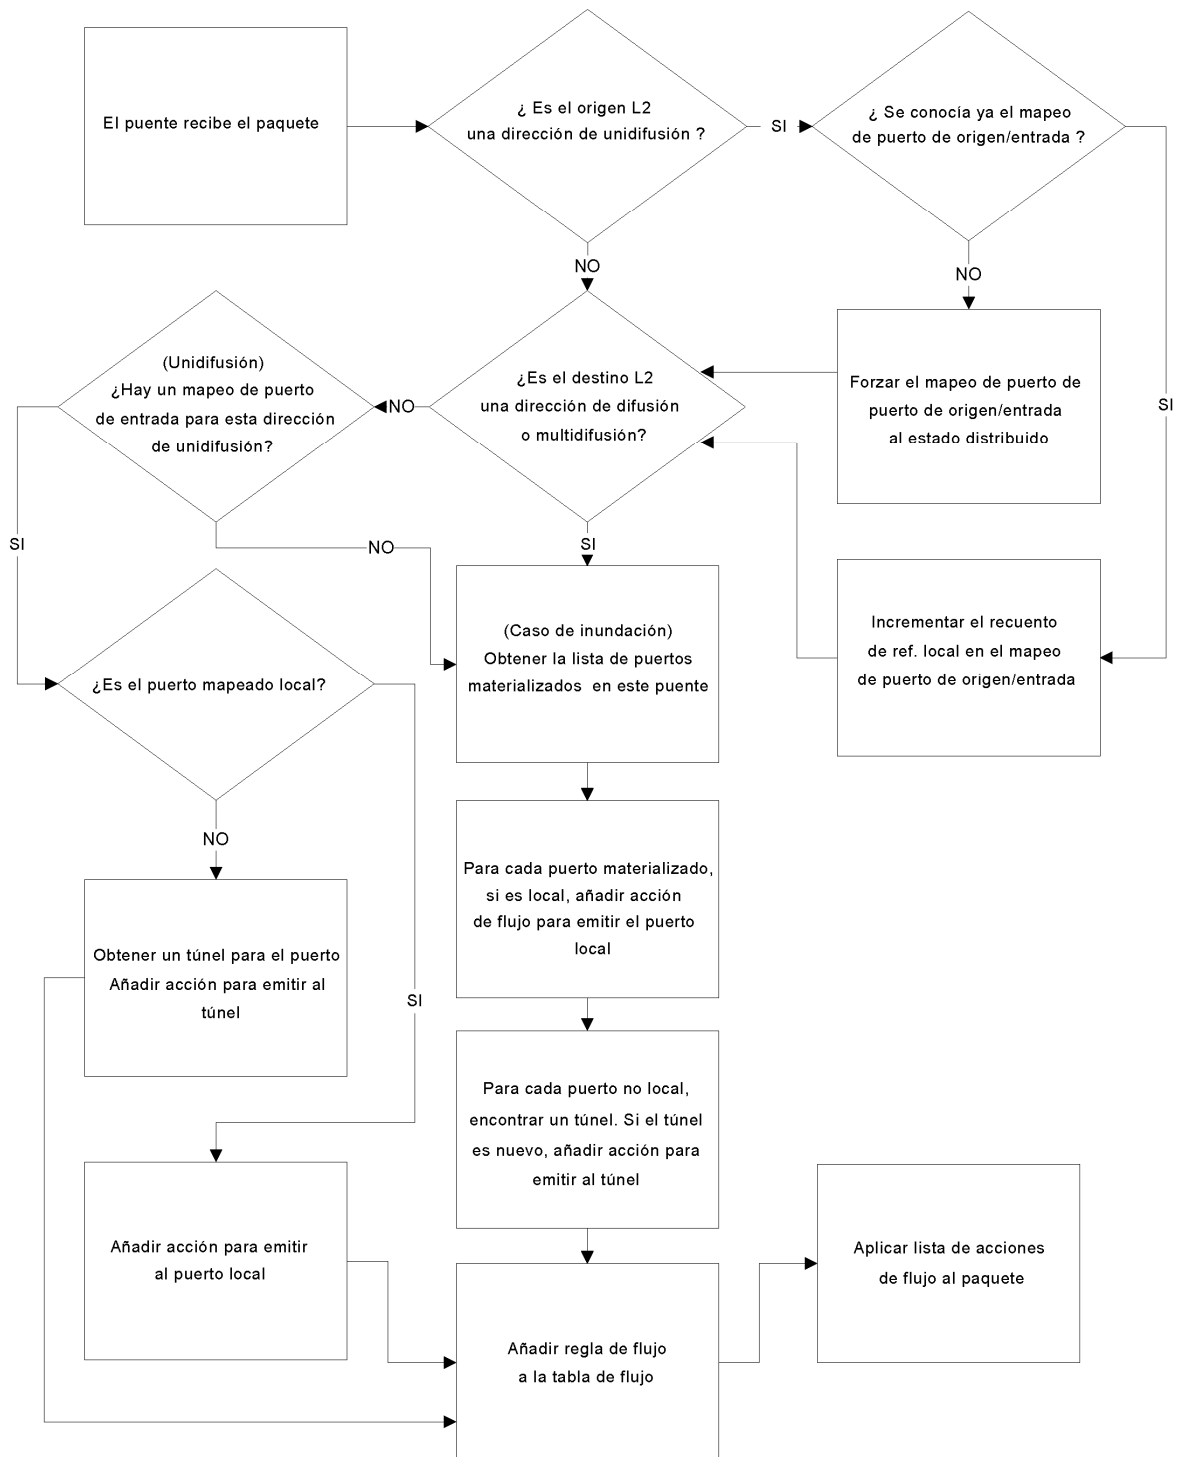 El puente recibe el paquete
¿ Es el origen L2
una dirección de unidifusión ?
SI
¿ Se conocía ya el mapeo
de puerto de origen/entrada ?
NO
NO
(Unidifusión)
¿Hay un mapeo de puerto
de entrada para esta dirección
de unidifusión?
NO
¿Es el destino L2
una dirección de difusión
o multidifusión?
Forzar el mapeo de puerto de
puerto de origen/entrada
al estado distribuido
SI
SI
NO
SI
¿Es el puerto mapeado local?
(Caso de inundación)
Obtener la lista de puertos
materializados en este puente
Incrementar el recuento
de ref. local en el mapeo
de puerto de origen/entrada
NO
Para cada puerto materializado,
si es local, añadir acción
de flujo para emitir el puerto
local
Obtener un túnel para el puerto
Añadir acción para emitir al
túnel
SI
Para cada puerto no local,
encontrar un túnel. Si el túnel
es nuevo, añadir acción para
emitir al túnel
Añadir acción para emitir
al puerto local
Aplicar lista de acciones
de flujo al paquete
Añadir regla de flujo
a la tabla de flujo